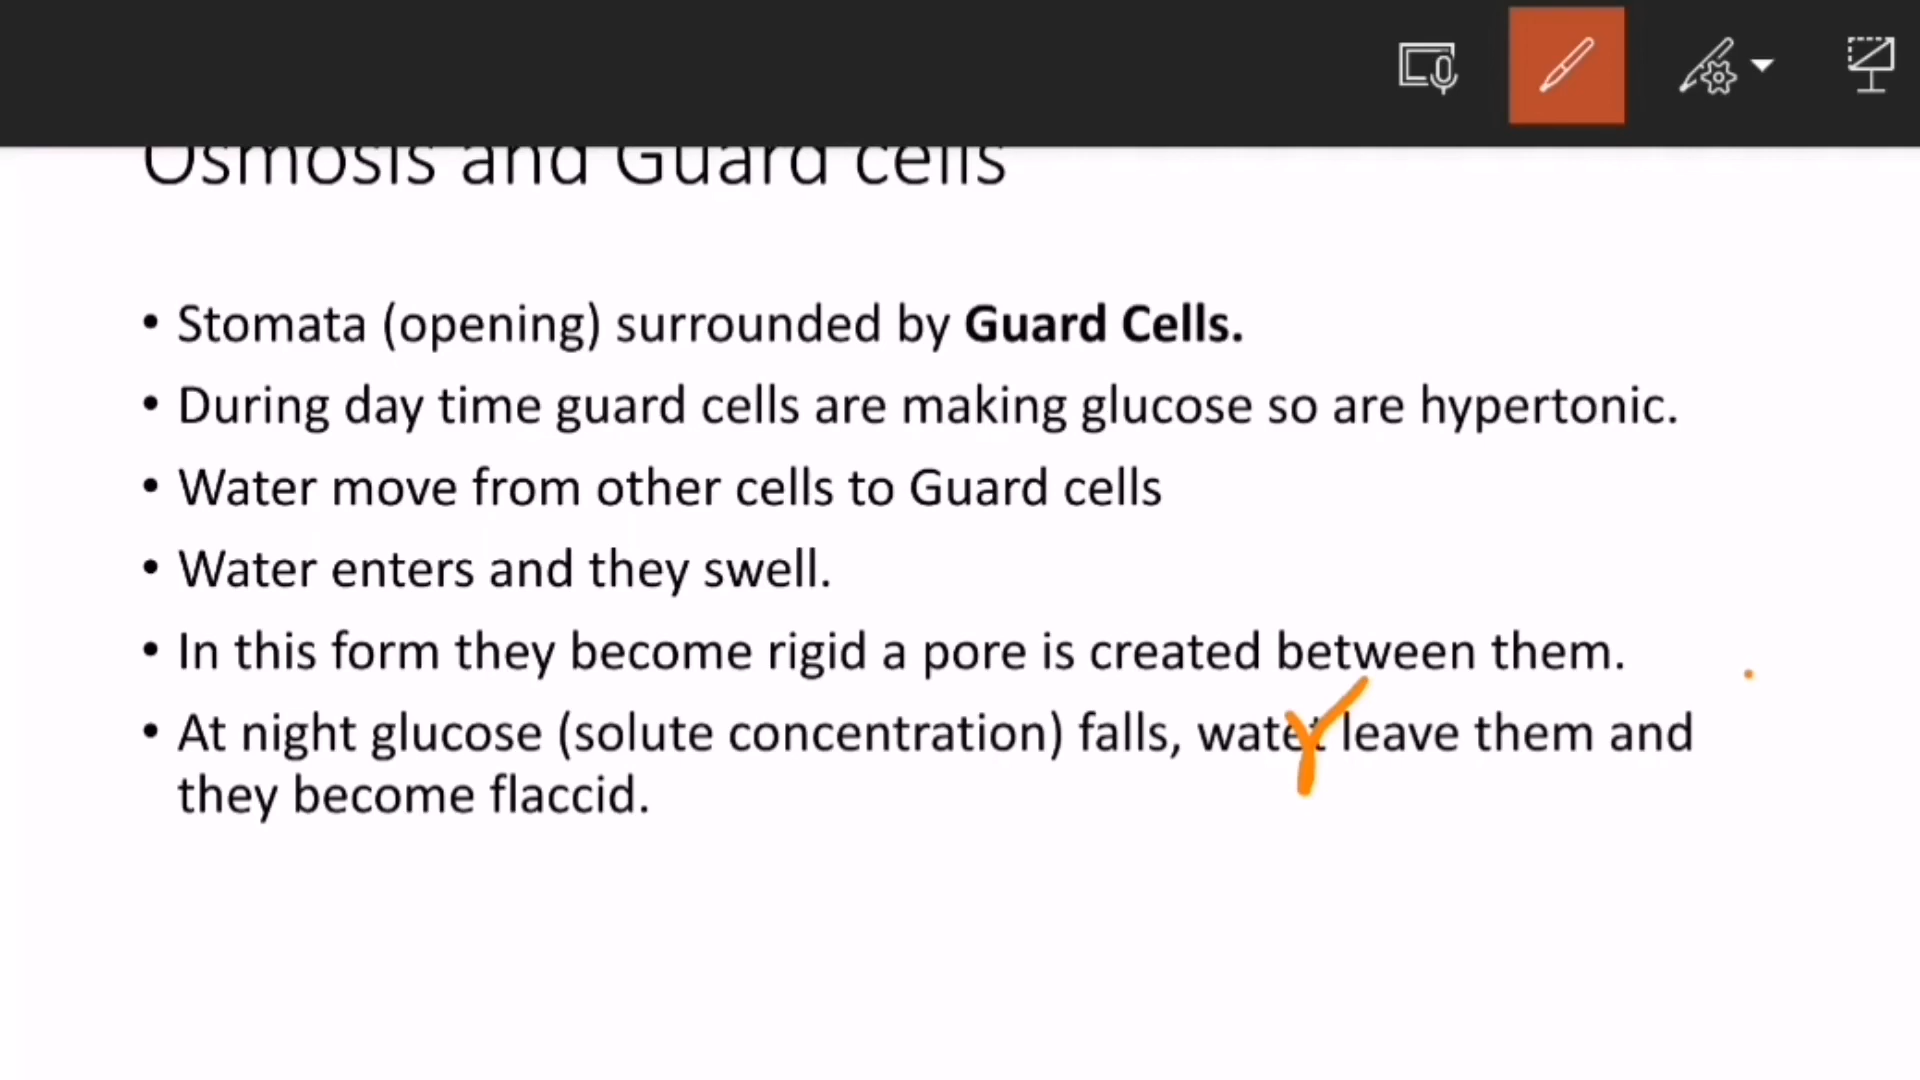 Osmosis and Guard cells
• Stomata (opening) surrounded by Guard Cells.
• During day time guard cells are making glucose so are hypertonic.
• Water move from other cells to Guard cells
• Water enters and they swell.
• In this form they become rigid a pore is created between them.
• At night glucose (solute concentration) falls, water leave them and
they become flaccid.